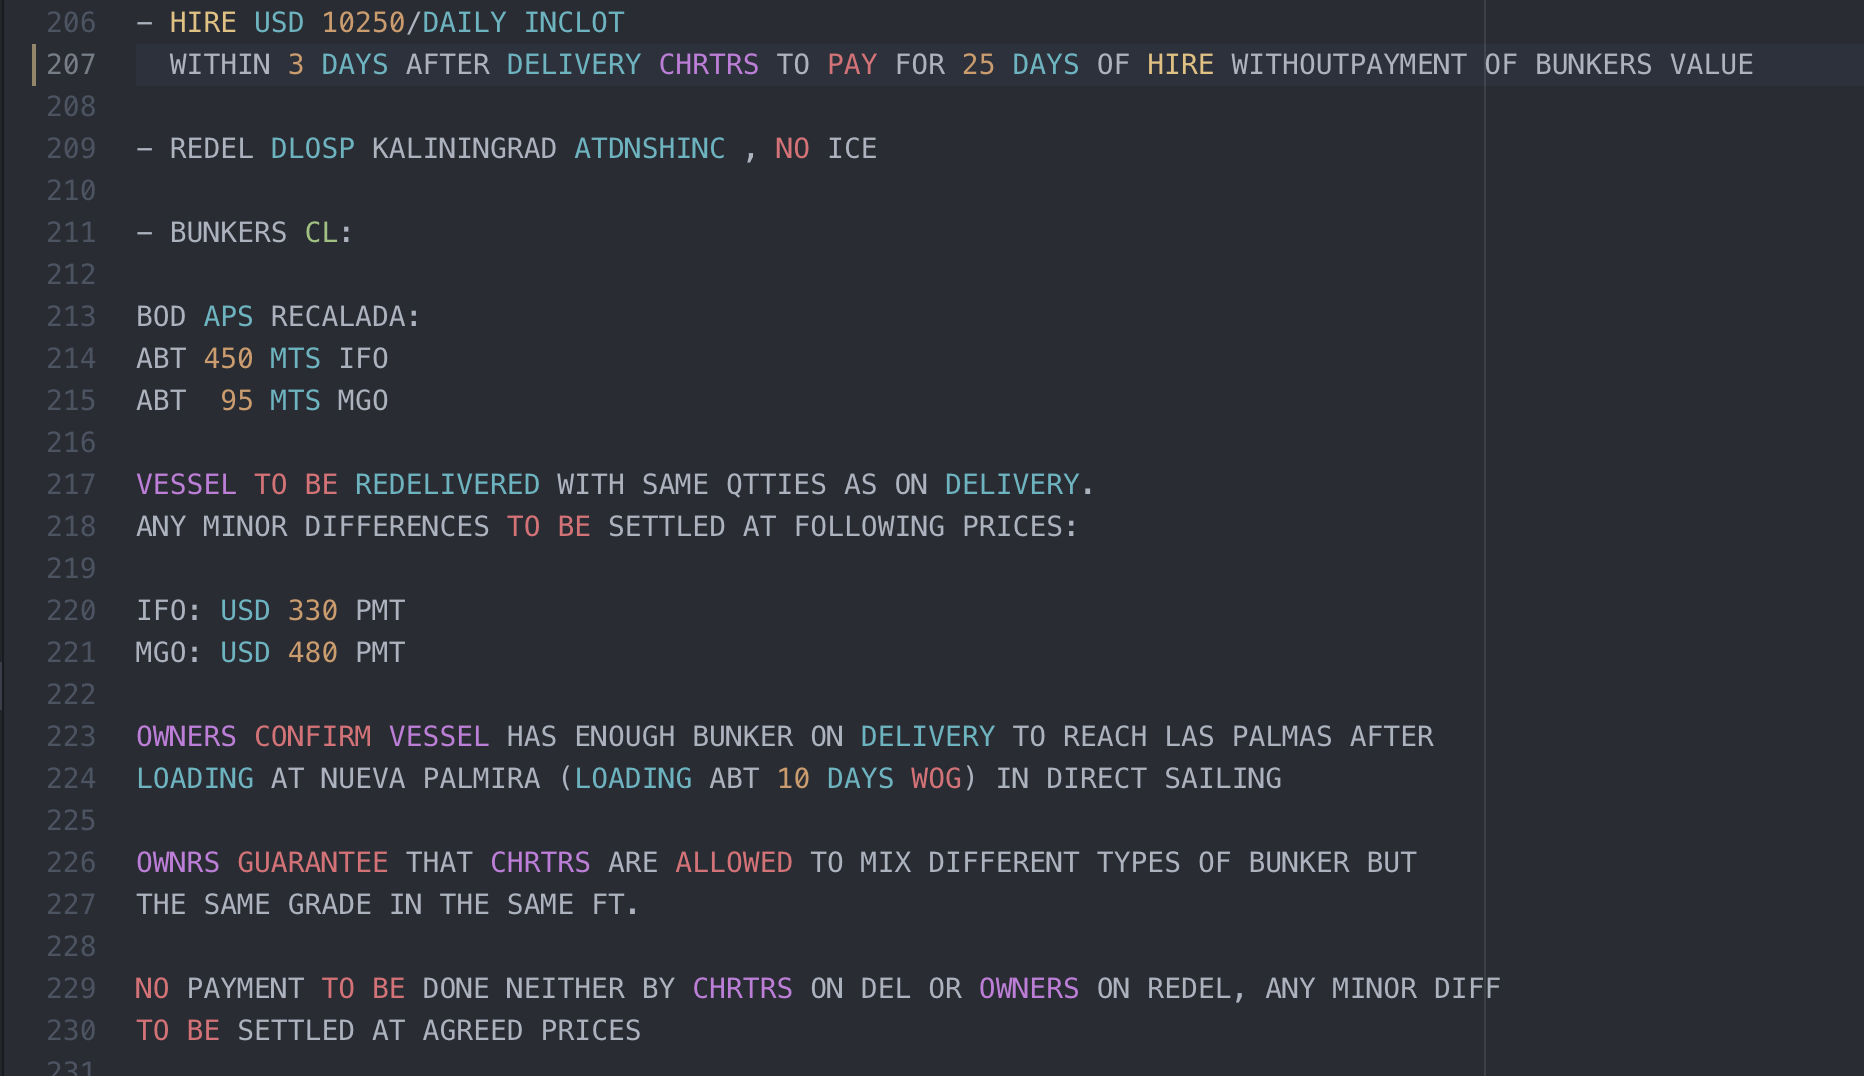 206 - HIRE USD 10250/DAILY INCLOT
207   WITHIN 3 DAYS AFTER DELIVERY CHRTRS TO PAY FOR 25 DAYS OF HIRE WITHOUTPAYMENT OF BUNKERS VALUE
208
209 - REDEL DLOSP KALININGRAD ATDNSHINC , NO ICE
210
211 - BUNKERS CL:
212
213 BOD APS RECALADA:
214 ABT 450 MTS IFO
215 ABT  95 MTS MGO
216
217 VESSEL TO BE REDELIVERED WITH SAME QTTIES AS ON DELIVERY.
218 ANY MINOR DIFFERENCES TO BE SETTLED AT FOLLOWING PRICES:
219
220 IFO: USD 330 PMT
221 MGO: USD 480 PMT
222
223 OWNERS CONFIRM VESSEL HAS ENOUGH BUNKER ON DELIVERY TO REACH LAS PALMAS AFTER
224 LOADING AT NUEVA PALMIRA (LOADING ABT 10 DAYS WOG) IN DIRECT SAILING
225
226 OWNRS GUARANTEE THAT CHRTRS ARE ALLOWED TO MIX DIFFERENT TYPES OF BUNKER BUT
227 THE SAME GRADE IN THE SAME FT.
228
229 NO PAYMENT TO BE DONE NEITHER BY CHRTRS ON DEL OR OWNERS ON REDEL, ANY MINOR DIFF
230 TO BE SETTLED AT AGREED PRICES
231